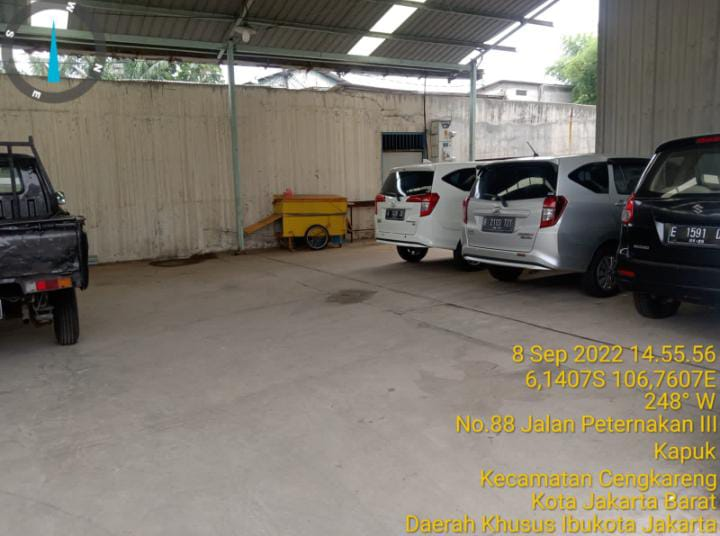 W
S
N
E
E 1591
8 Sep 2022 14.55.56
6,1407S 106,7607E
248° W
No.88 Jalan Peternakan III
Kapuk
Kecamatan Cengkareng
Kota Jakarta Barat
Daerah Khusus Ibukota Jakarta